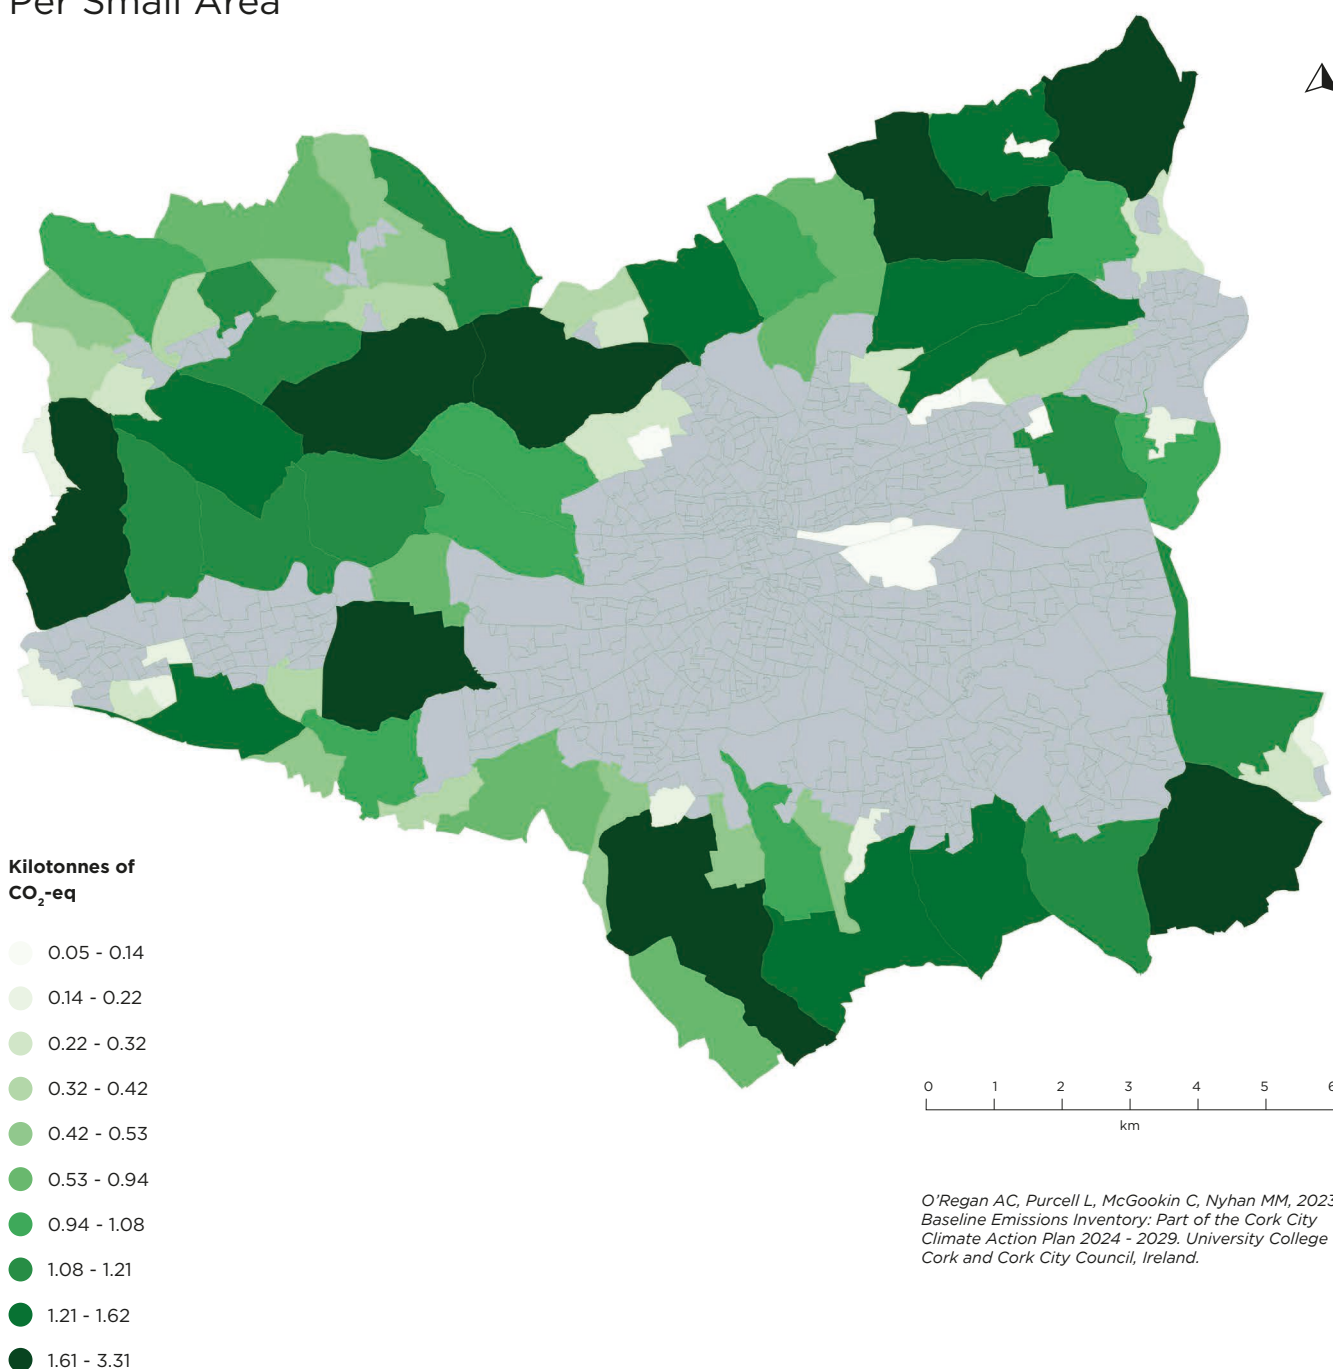 Per Small Area
Kilotonnes of
CO₂-eq
0.05 - 0.14
0.14 - 0.22
0.22 - 0.32
0.32 - 0.42
0.42 - 0.53
0.53 - 0.94
0.94 - 1.08
1.08 - 1.21
1.21 - 1.62
1.61 - 3.31
0 1 2 3 4 5 6
km
O'Regan AC, Purcell L, McGookin C, Nyhan MM, 2023
Baseline Emissions Inventory: Part of the Cork City
Climate Action Plan 2024 - 2029. University College
Cork and Cork City Council, Ireland.